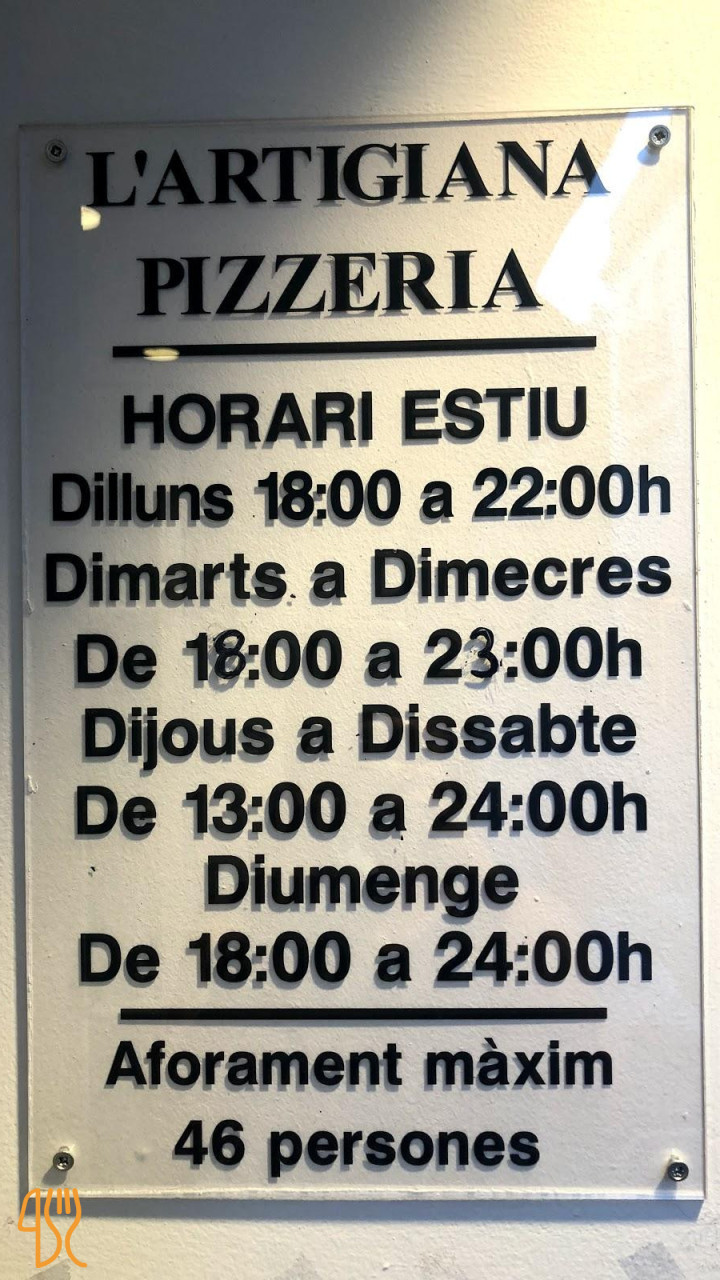 L'ARTIGIANA
PIZZERIA
HORARI ESTIU
Dilluns 18:00 a 22:00h
Dimarts a Dimecres
De 18:00 a 23:00h
Dijous a Dissabte
De 13:00 a 24:00h
Diumenge
De 18:00 a 24:00h
Aforament màxim
46 persones